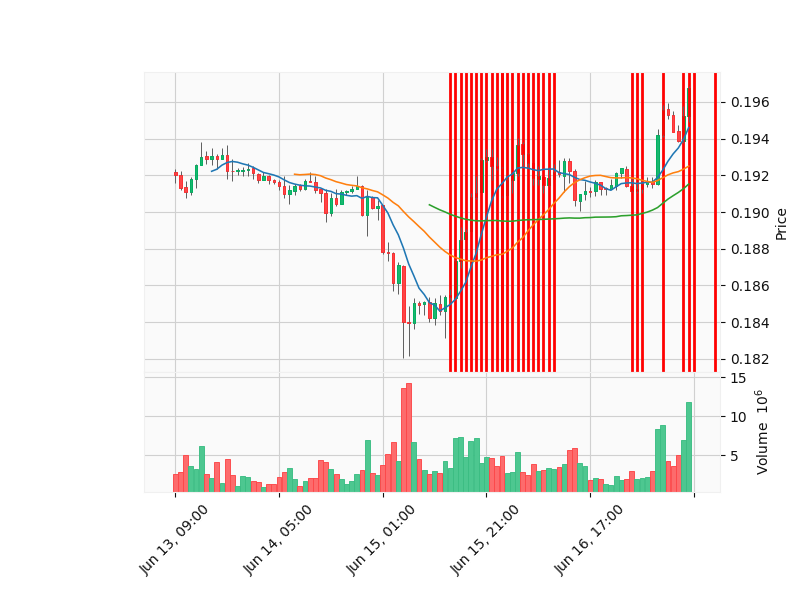 0.196
0.194
0.192
0.190
0.188
0.186
0.184
0.182
Price
15
10
5
Volume 10^6
Jun 13, 09:00
Jun 14, 05:00
Jun 15, 01:00
Jun 15, 21:00
Jun 16, 17:00